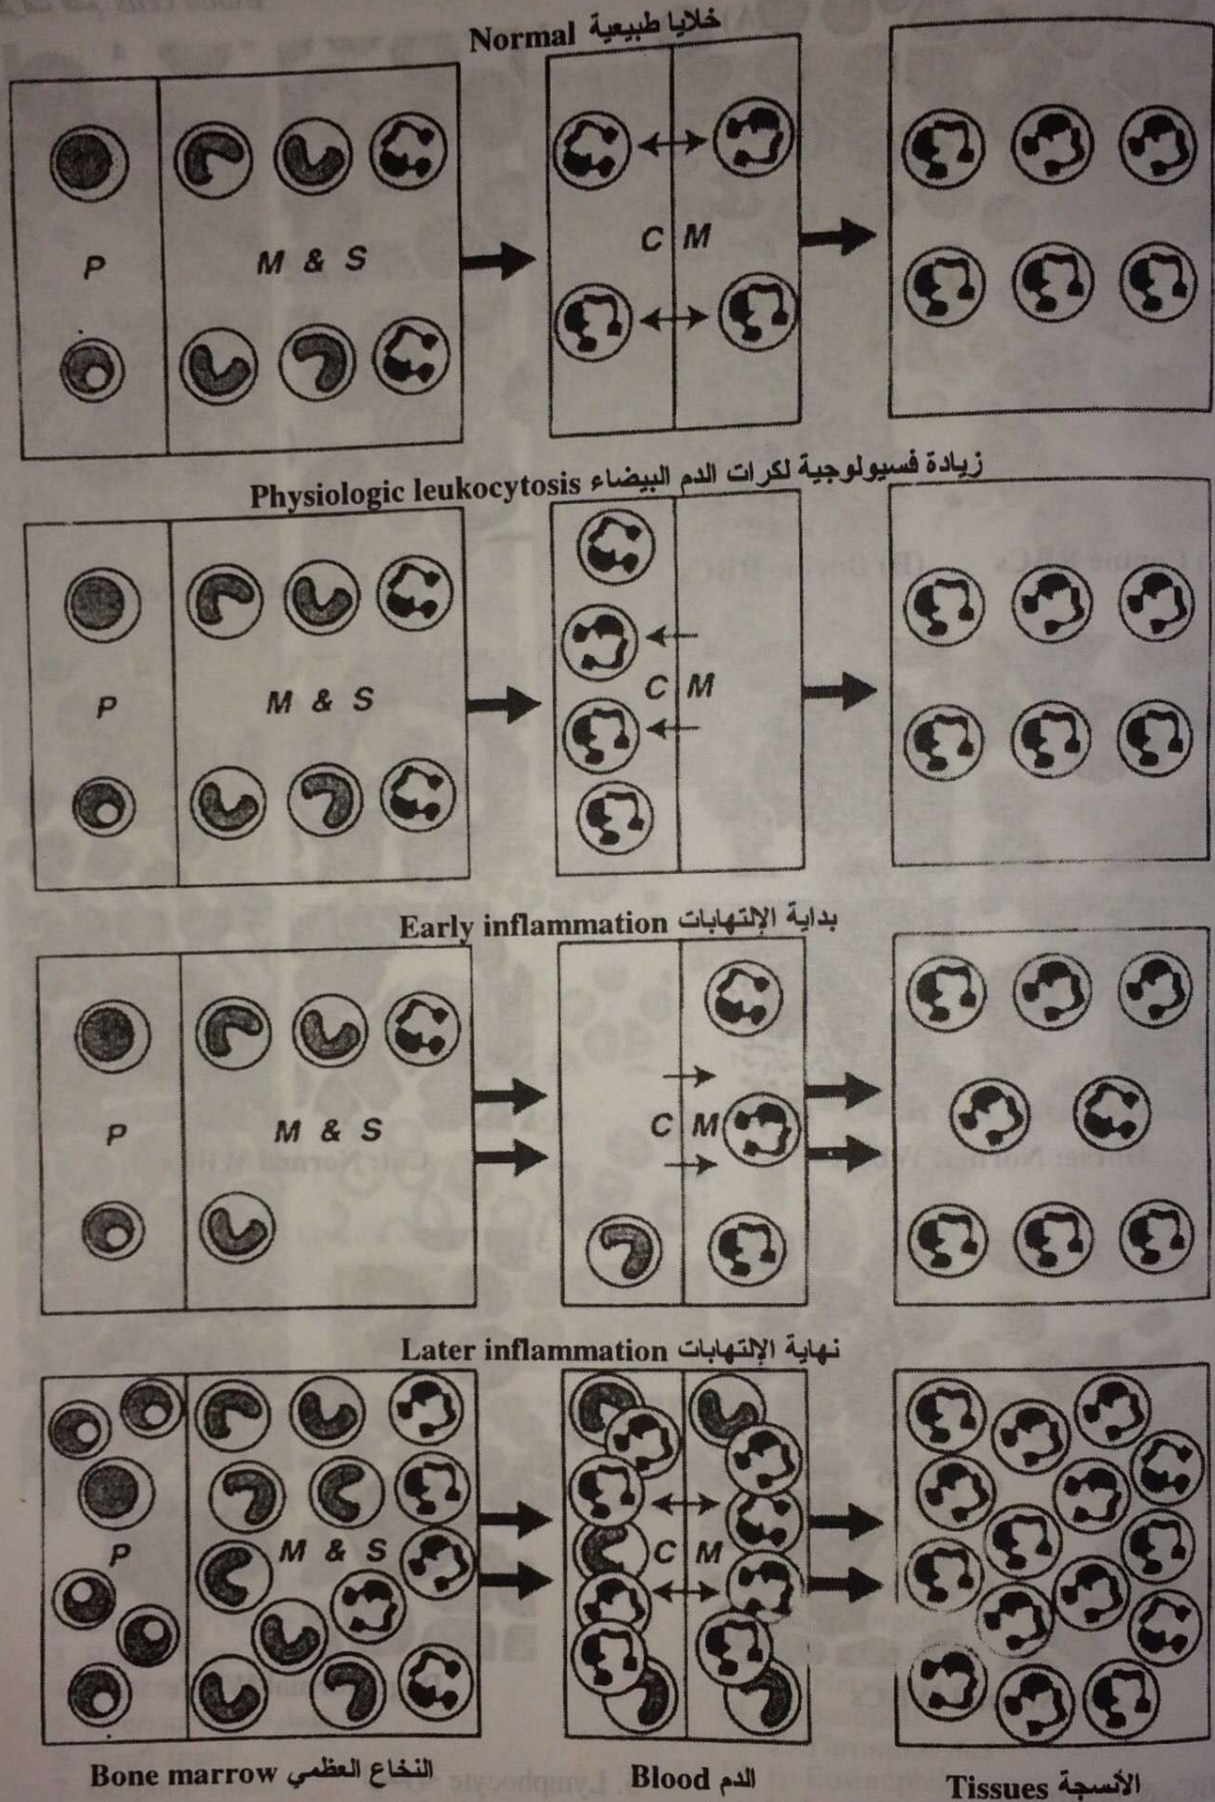 Normal خلايا طبيعية
P
M & S
C M
Physiologic leukocytosis زيادة فسيولوجية لكرات الدم البيضاء
P
M & S
C M
Early inflammation بداية الإلتهابات
P
M & S
C M
Later inflammation نهاية الإلتهابات
P
M & S
C M
Bone marrow النخاع العظمي
Blood الدم
Tissues الأنسجة